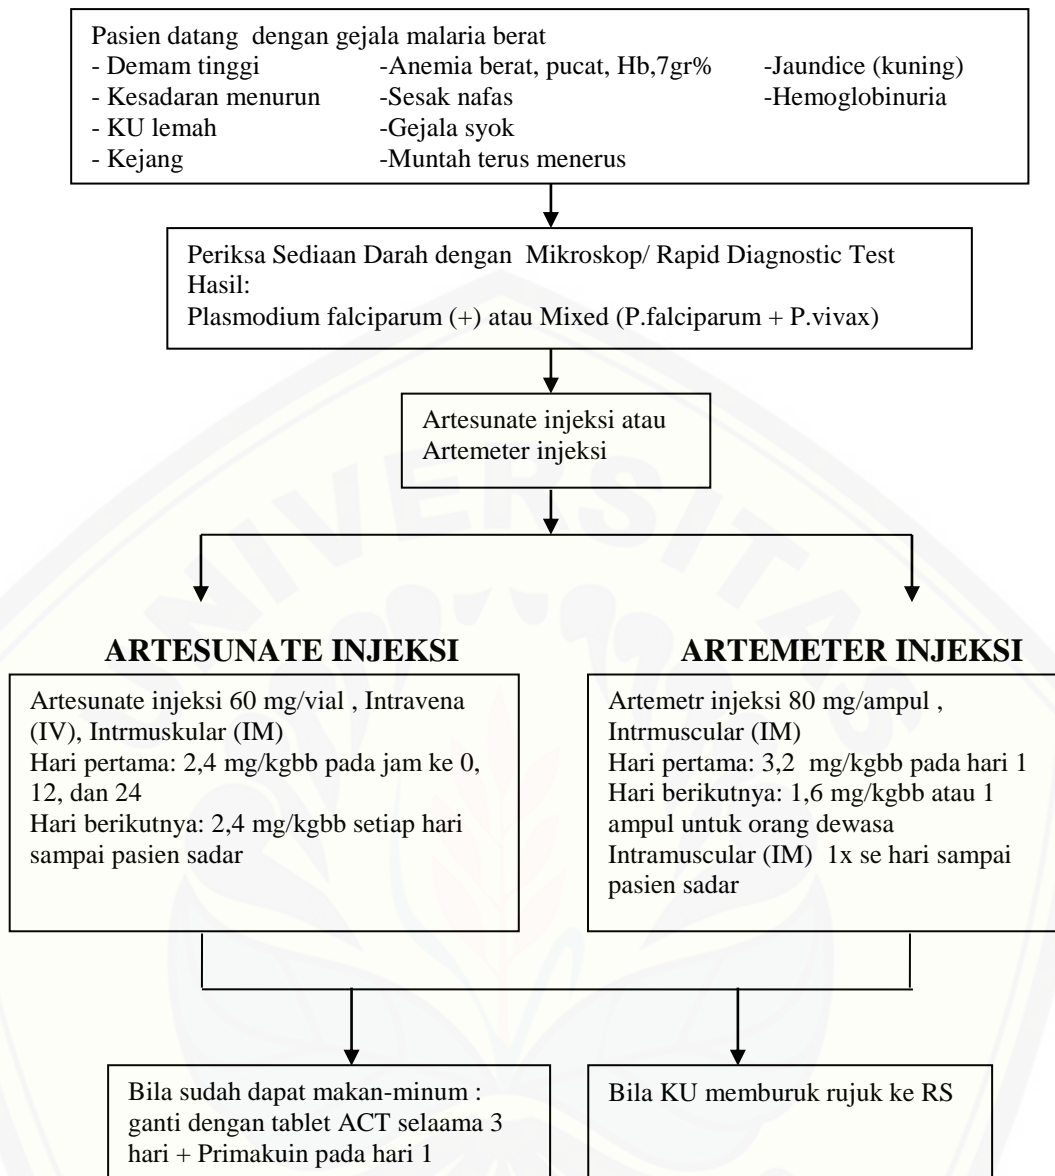 Pasien datang dengan gejala malaria berat
- Demam tinggi -Anemia berat, pucat, Hb,7gr% -Jaundice (kuning)
- Kesadaran menurun -Sesak nafas -Hemoglobinuria
- KU lemah -Gejala syok
- Kejang -Muntah terus menerus
Periksa Sediaan Darah dengan Mikroskop/ Rapid Diagnostic Test
Hasil:
Plasmodium falciparum (+) atau Mixed (P.falciparum + P.vivax)
Artesunate injeksi atau
Artemeter injeksi
UNIVERSITAS
ARTESUNATE INJEKSI
Artesunate injeksi 60 mg/vial , Intravena
(IV), Intrmuskular (IM)
Hari pertama: 2,4 mg/kgbb pada jam ke 0,
12, dan 24
Hari berikutnya: 2,4 mg/kgbb setiap hari
sampai pasien sadar
ARTEMETER INJEKSI
Artemetr injeksi 80 mg/ampul ,
Intrmuscular (IM)
Hari pertama: 3,2 mg/kgbb pada hari 1
Hari berikutnya: 1,6 mg/kgbb atau 1
ampul untuk orang dewasa
Intramuscular (IM) 1x se hari sampai
pasien sadar
Bila sudah dapat makan-minum :
ganti dengan tablet ACT selaama 3
hari + Primakuin pada hari 1
Bila KU memburuk rujuk ke RS